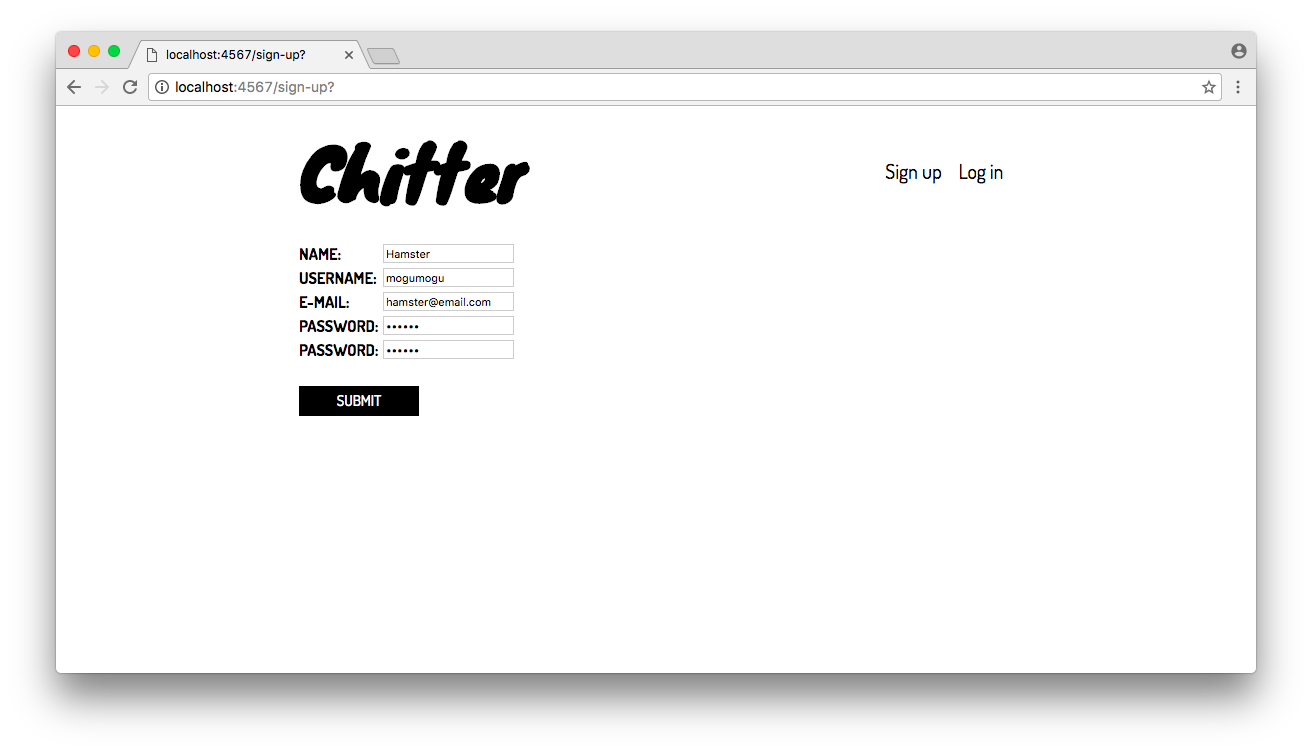 localhost:4567/sign-up?
localhost:4567/sign-up?
Chitter
Sign up Log in
NAME: Hamster
USERNAME: mogumogu
E-MAIL: hamster@email.com
PASSWORD: ••••••
PASSWORD: ••••••
SUBMIT